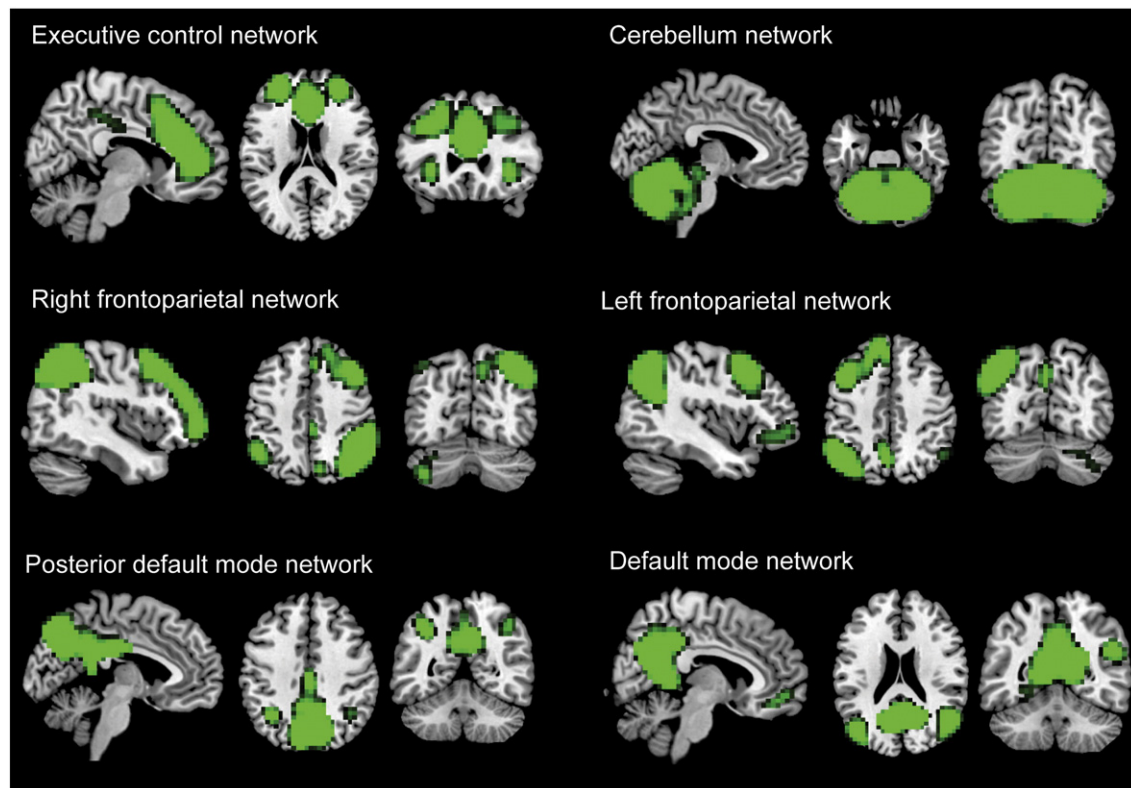 Executive control network
Cerebellum network
Right frontoparietal network
Left frontoparietal network
Posterior default mode network
Default mode network